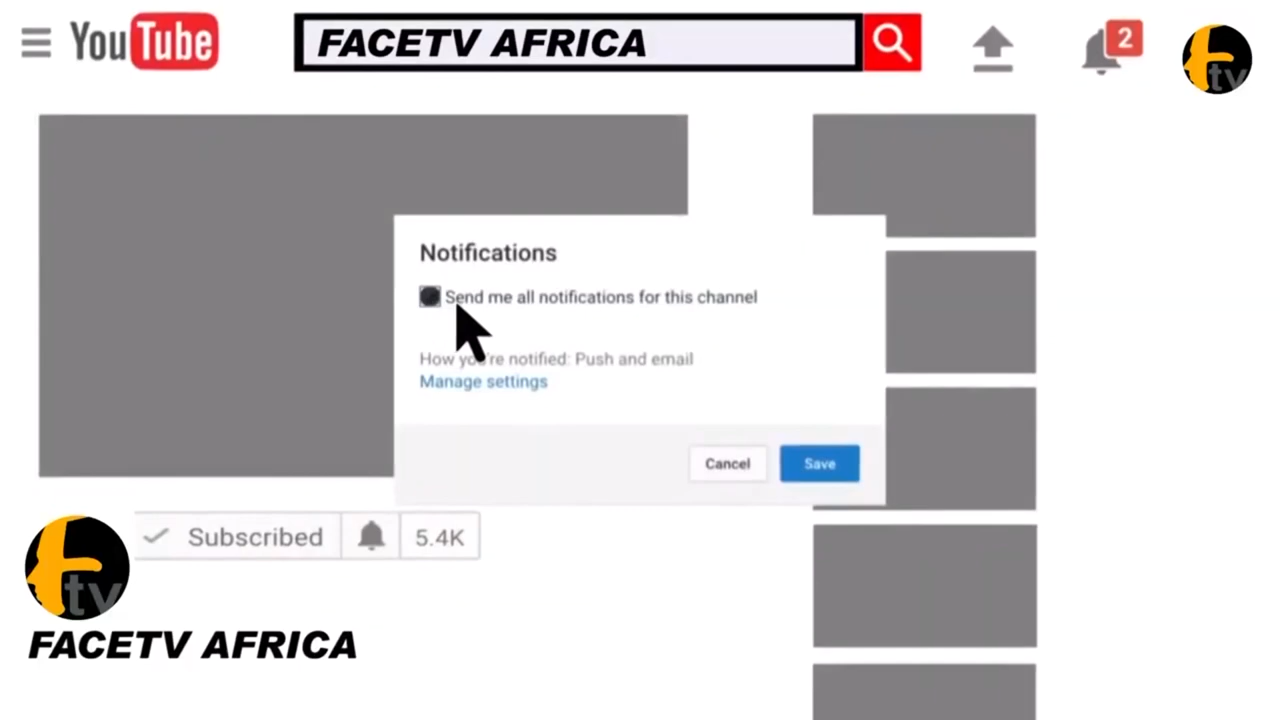 YouTube
FACETV AFRICA
2
tv
Notifications
Send me all notifications for this channel
How you're notified: Push and email
Manage settings
Cancel
Save
Subscribed
5.4K
tv
FACETV AFRICA